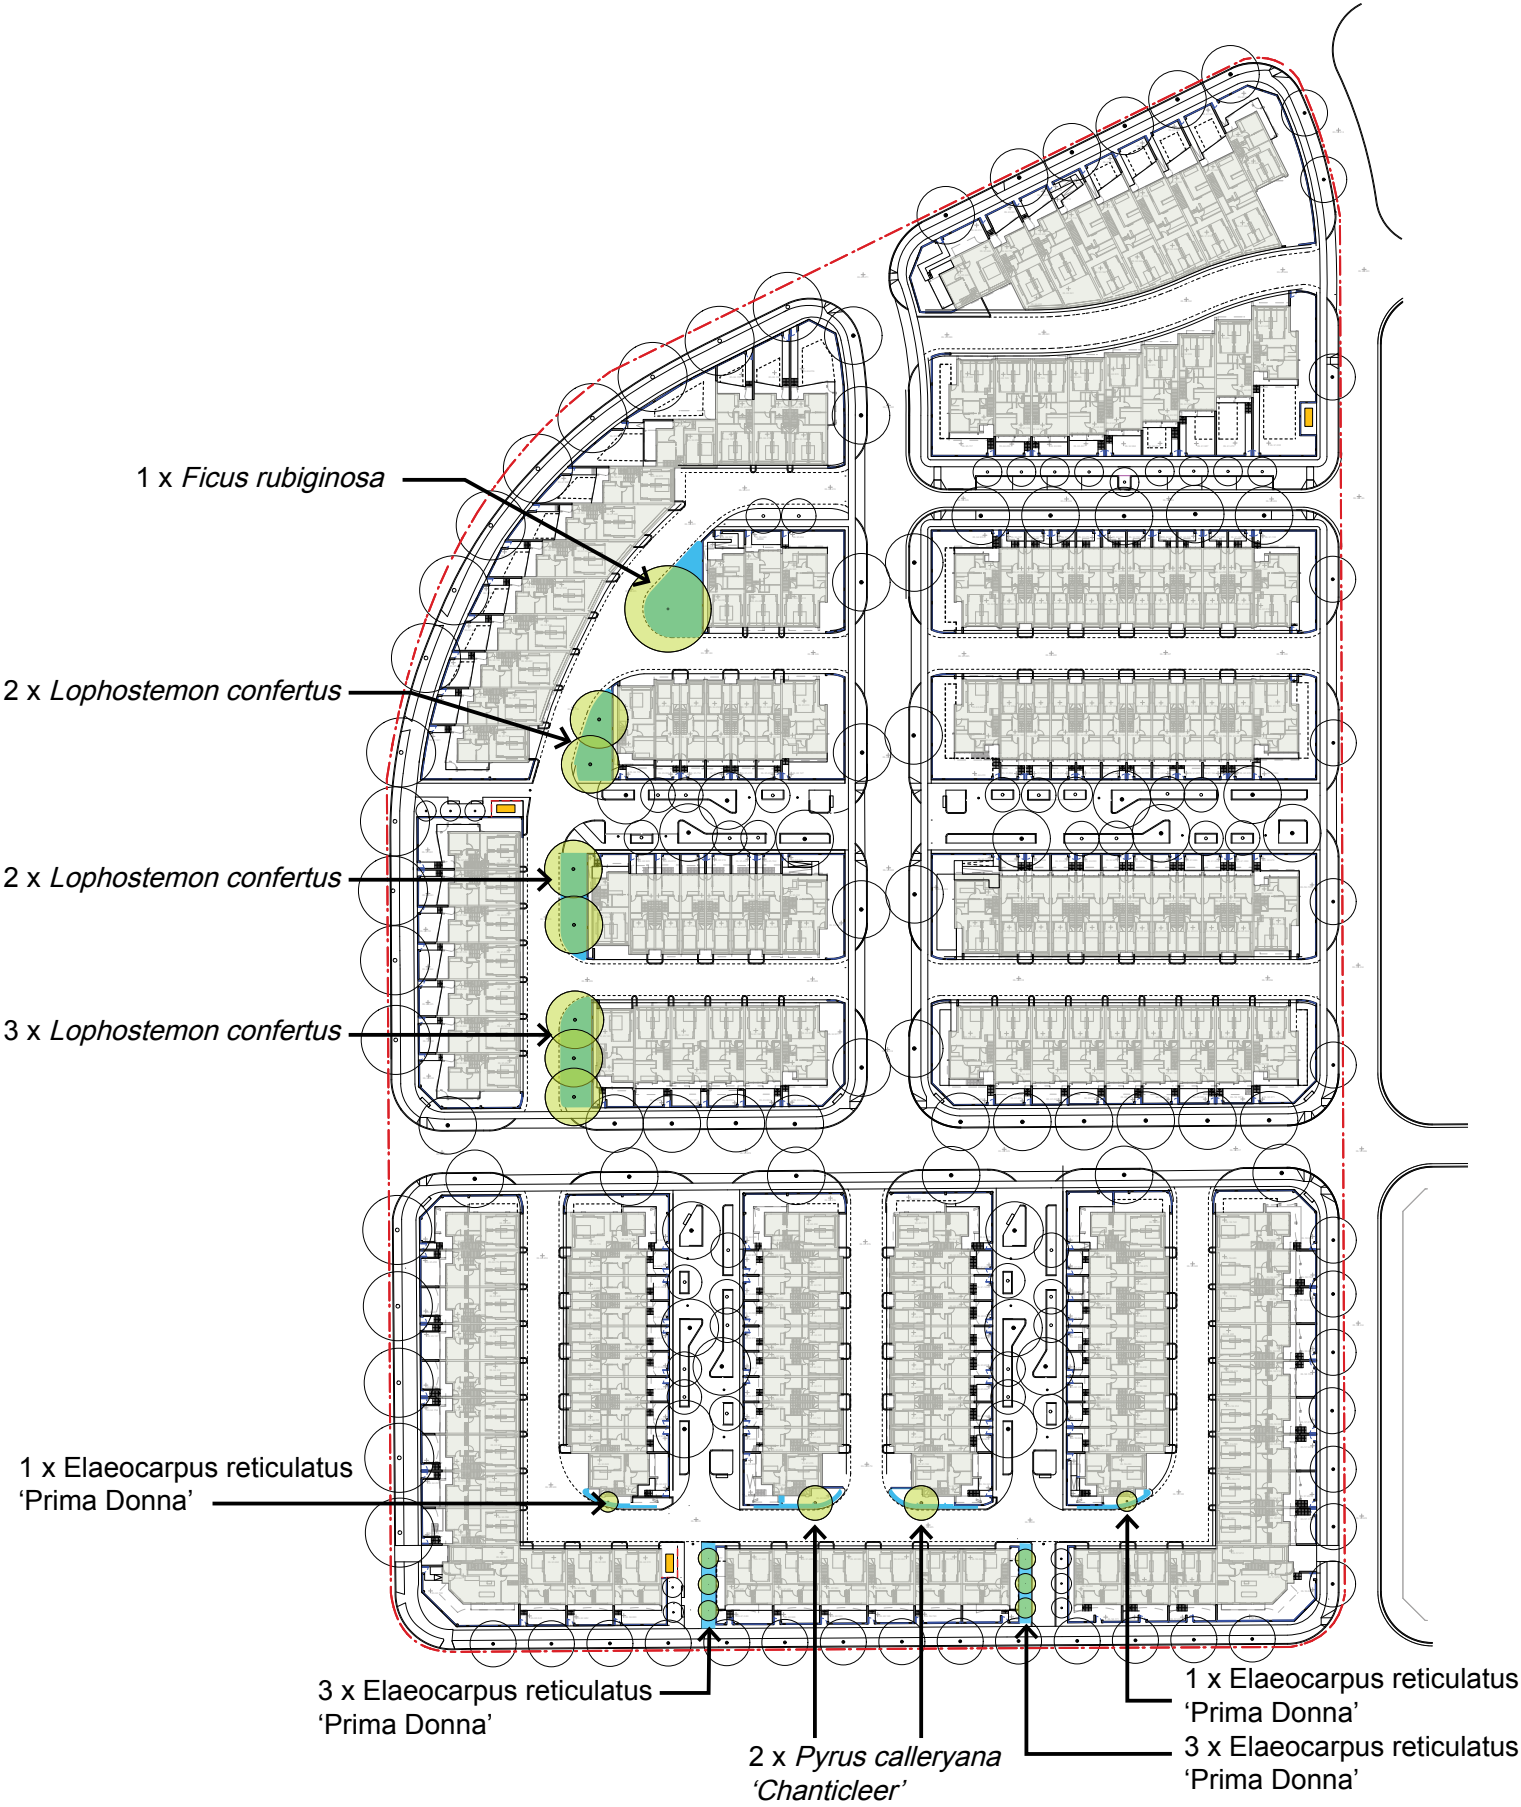 1 x Ficus rubiginosa
2 x Lophostemon confertus
2 x Lophostemon confertus
3 x Lophostemon confertus
1 x Elaeocarpus reticulatus
‘Prima Donna’
3 x Elaeocarpus reticulatus
‘Prima Donna’
2 x Pyrus calleryana
‘Chanticleer’
1 x Elaeocarpus reticulatus
‘Prima Donna’
3 x Elaeocarpus reticulatus
‘Prima Donna’